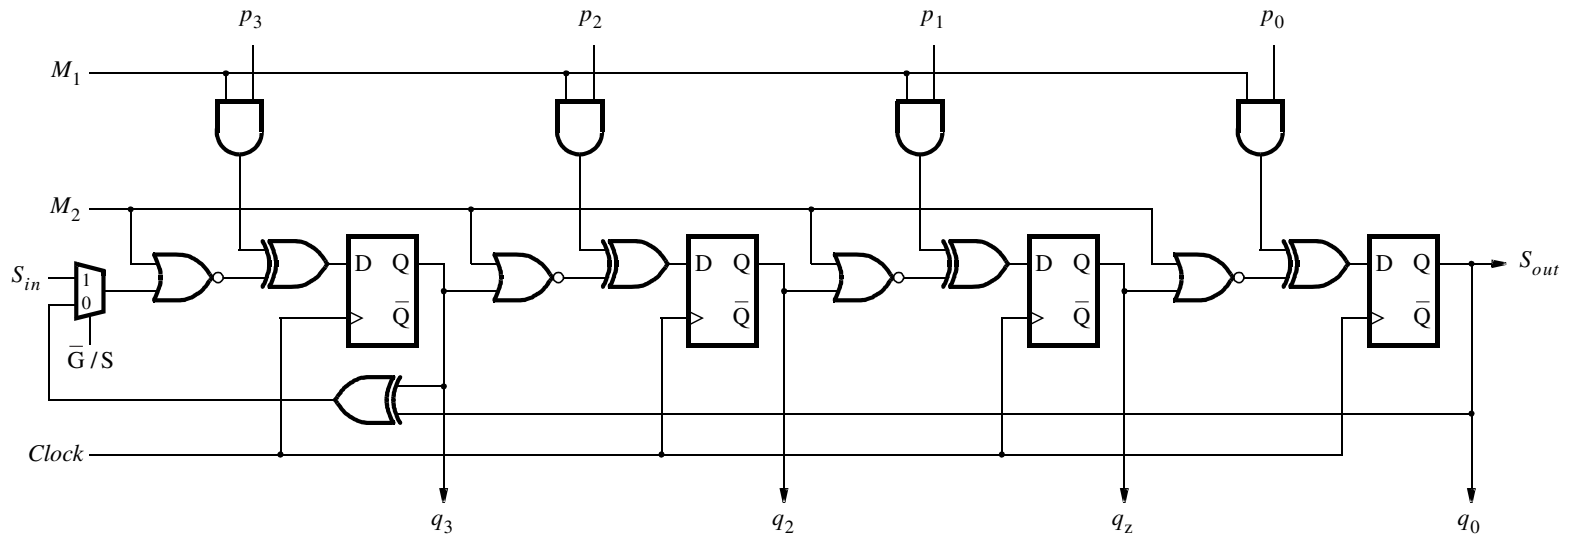 p3 p2 p1 p0
M1
M2
Sin 1 D Q D Q D Q D Q Sout
0 Q̅ Q̅ Q̅ Q̅
G̅/S
Clock
q3 q2 qz q0